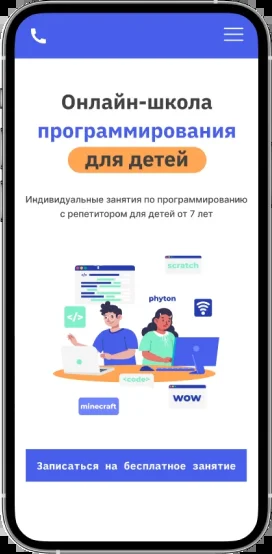 Онлайн-школа
программирования
для детей
Индивидуальные занятия по программированию
с репетитором для детей от 7 лет
scratch
</>
phyton
<code>
minecraft
wow
Записаться на бесплатное занятие